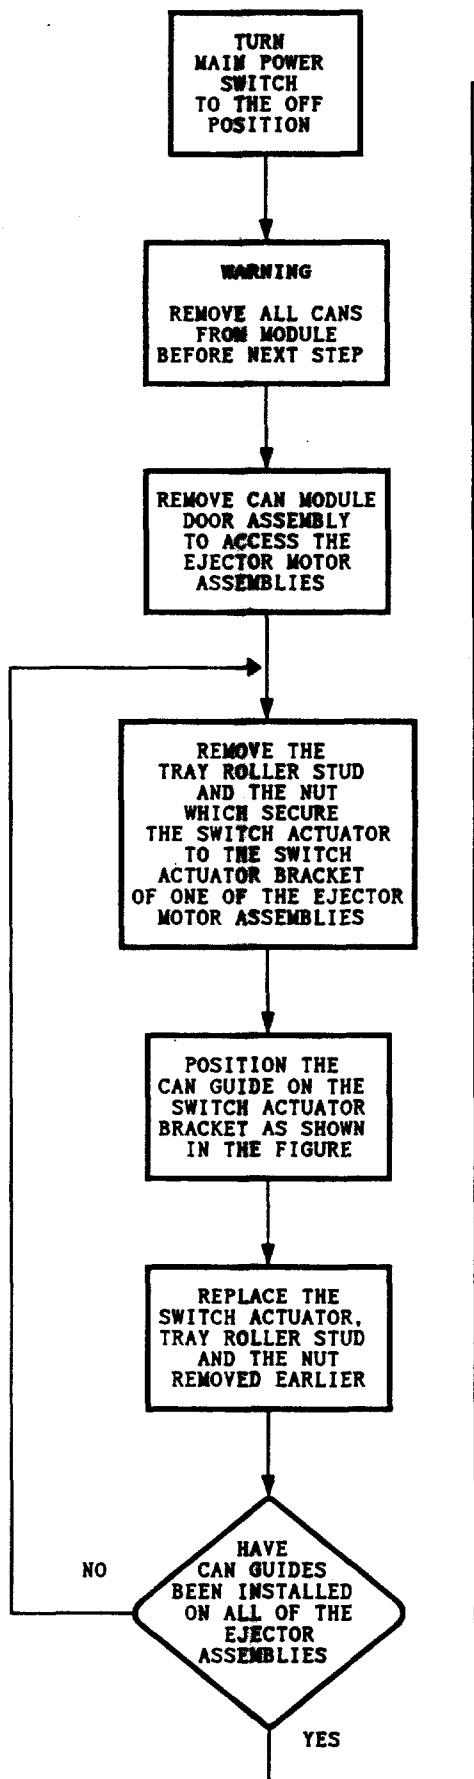 TURN
MAIN POWER
SWITCH
TO THE OFF
POSITION
WARNING
REMOVE ALL CANS
FROM MODULE
BEFORE NEXT STEP
REMOVE CAN MODULE
DOOR ASSEMBLY
TO ACCESS THE
EJECTOR MOTOR
ASSEMBLIES
REMOVE THE
TRAY ROLLER STUD
AND THE NUT
WHICH SECURE
THE SWITCH ACTUATOR
TO THE SWITCH
ACTUATOR BRACKET
OF ONE OF THE EJECTOR
MOTOR ASSEMBLIES
POSITION THE
CAN GUIDE ON THE
SWITCH ACTUATOR
BRACKET AS SHOWN
IN THE FIGURE
REPLACE THE
SWITCH ACTUATOR,
TRAY ROLLER STUD
AND THE NUT
REMOVED EARLIER
HAVE
CAN GUIDES
BEEN INSTALLED
ON ALL OF THE
EJECTOR
ASSEMBLIES
NO
YES